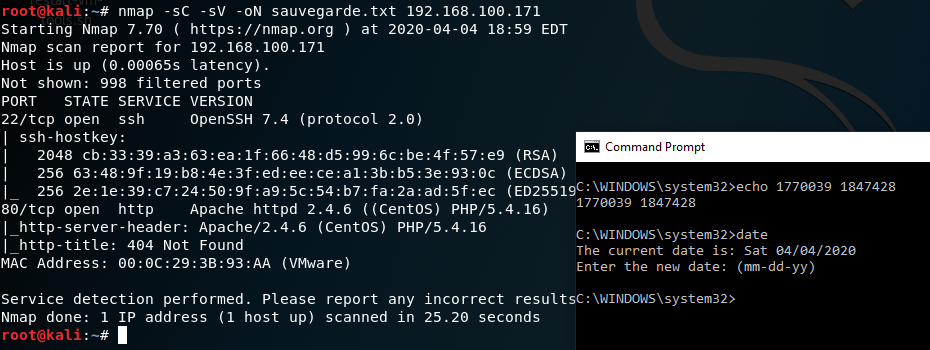 root@kali:~# nmap -sC -sV -oN sauvegarde.txt 192.168.100.171
Starting Nmap 7.70 ( https://nmap.org ) at 2020-04-04 18:59 EDT
Nmap scan report for 192.168.100.171
Host is up (0.00065s latency).
Not shown: 998 filtered ports
PORT   STATE SERVICE VERSION
22/tcp open  ssh     OpenSSH 7.4 (protocol 2.0)
| ssh-hostkey:
|   2048 cb:33:39:a3:63:ea:1f:66:48:d5:99:6c:be:4f:57:e9 (RSA)
|   256 63:48:9f:19:b8:4e:3f:ed:ee:ce:a1:3b:b5:3e:93:0c (ECDSA)
|_  256 2e:1e:39:c7:24:50:9f:a9:5c:54:b7:fa:2a:ad:5f:ec (ED25519
80/tcp open  http    Apache httpd 2.4.6 ((CentOS) PHP/5.4.16)
|_http-server-header: Apache/2.4.6 (CentOS) PHP/5.4.16
|_http-title: 404 Not Found
MAC Address: 00:0C:29:3B:93:AA (VMware)
Service detection performed. Please report any incorrect results
Nmap done: 1 IP address (1 host up) scanned in 25.20 seconds
root@kali:~#
Command Prompt
C:\WINDOWS\system32>echo 1770039 1847428
1770039 1847428
C:\WINDOWS\system32>date
The current date is: Sat 04/04/2020
Enter the new date: (mm-dd-yy)
C:\WINDOWS\system32>